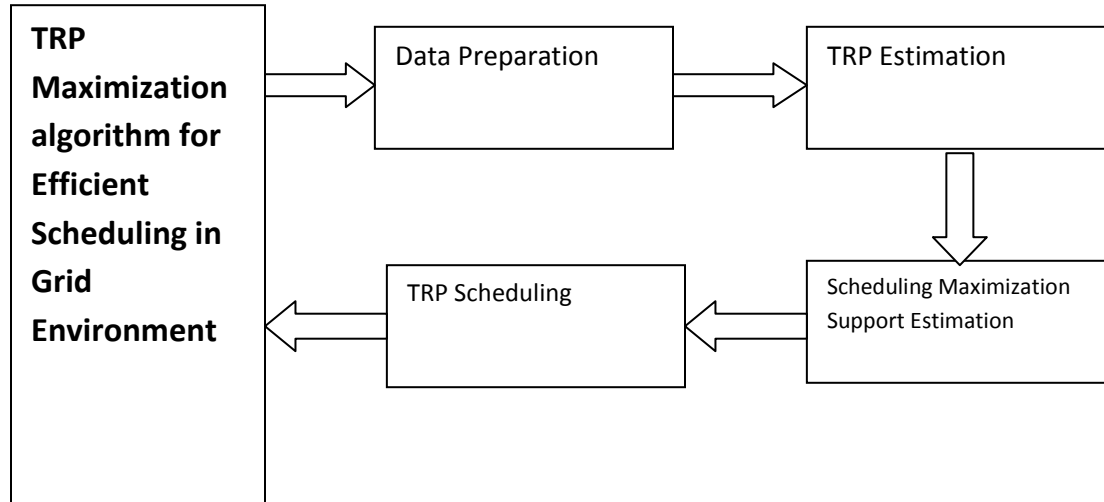 TRP
Maximization
algorithm for
Efficient
Scheduling in
Grid
Environment
Data Preparation
TRP Estimation
TRP Scheduling
Scheduling Maximization
Support Estimation